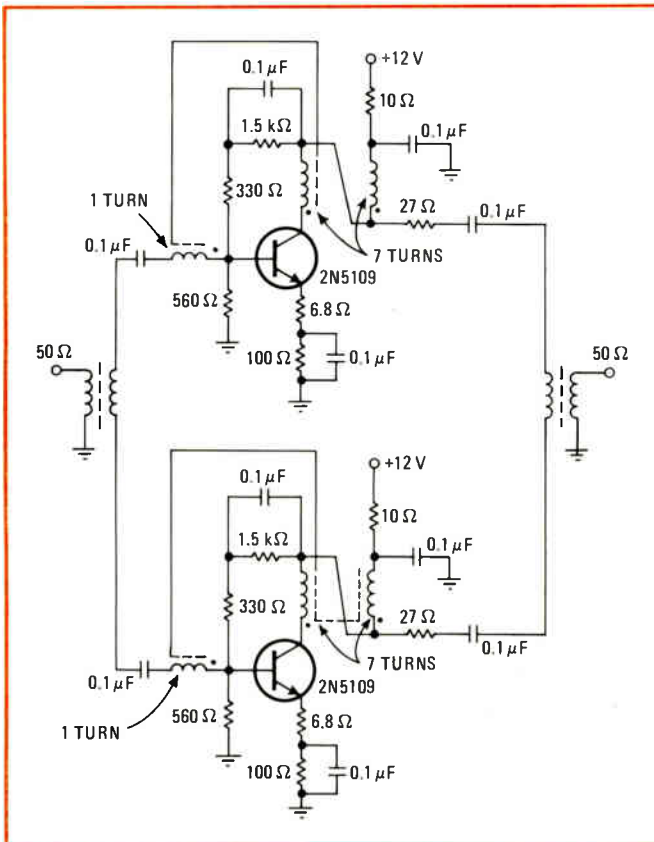 +12 V
0.1 µF
10 Ω
1.5 kΩ
0.1 µF
1 TURN
330 Ω
27 Ω
0.1 µF
0.1 µF
7 TURNS
2N5109
560 Ω
6.8 Ω
50 Ω
100 Ω
0.1 µF
50 Ω
+12 V
0.1 µF
10 Ω
1.5 kΩ
0.1 µF
330 Ω
27 Ω
7 TURNS
0.1 µF
0.1 µF
2N5109
1 TURN
560 Ω
6.8 Ω
100 Ω
0.1 µF